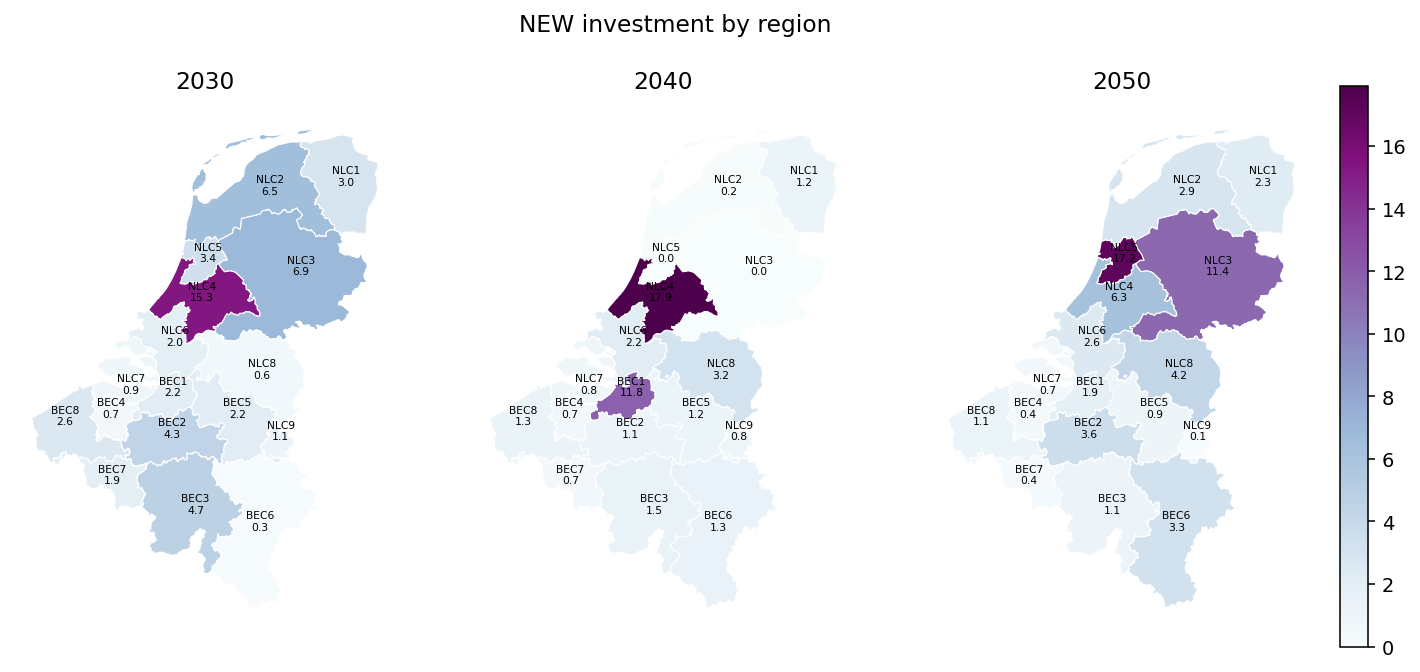 NEW investment by region
2030
NLC1
3.0
NLC2
6.5
NLC5
3.4
NLC3
6.9
NLC4
15.3
NLC6
2.0
NLC8
0.6
NLC7
0.9
BEC1
2.2
BEC4
0.7
BEC5
2.2
BEC8
2.6
BEC2
4.3
NLC9
1.1
BEC7
1.9
BEC3
4.7
BEC6
0.3
2040
NLC1
1.2
NLC2
0.2
NLC5
0.0
NLC3
0.0
NLC4
17.9
NLC6
2.2
NLC8
3.2
NLC7
0.8
BEC1
11.8
BEC4
0.7
BEC5
1.2
BEC8
1.3
BEC2
1.1
NLC9
0.8
BEC7
0.7
BEC3
1.5
BEC6
1.3
2050
NLC1
2.3
NLC2
2.9
NLC5
17.2
NLC3
11.4
NLC4
6.3
NLC6
2.6
NLC8
4.2
NLC7
0.7
BEC1
1.9
BEC4
0.4
BEC5
0.9
BEC8
1.1
BEC2
3.6
NLC9
0.1
BEC7
0.4
BEC3
1.1
BEC6
3.3
16
14
12
10
8
6
4
2
0